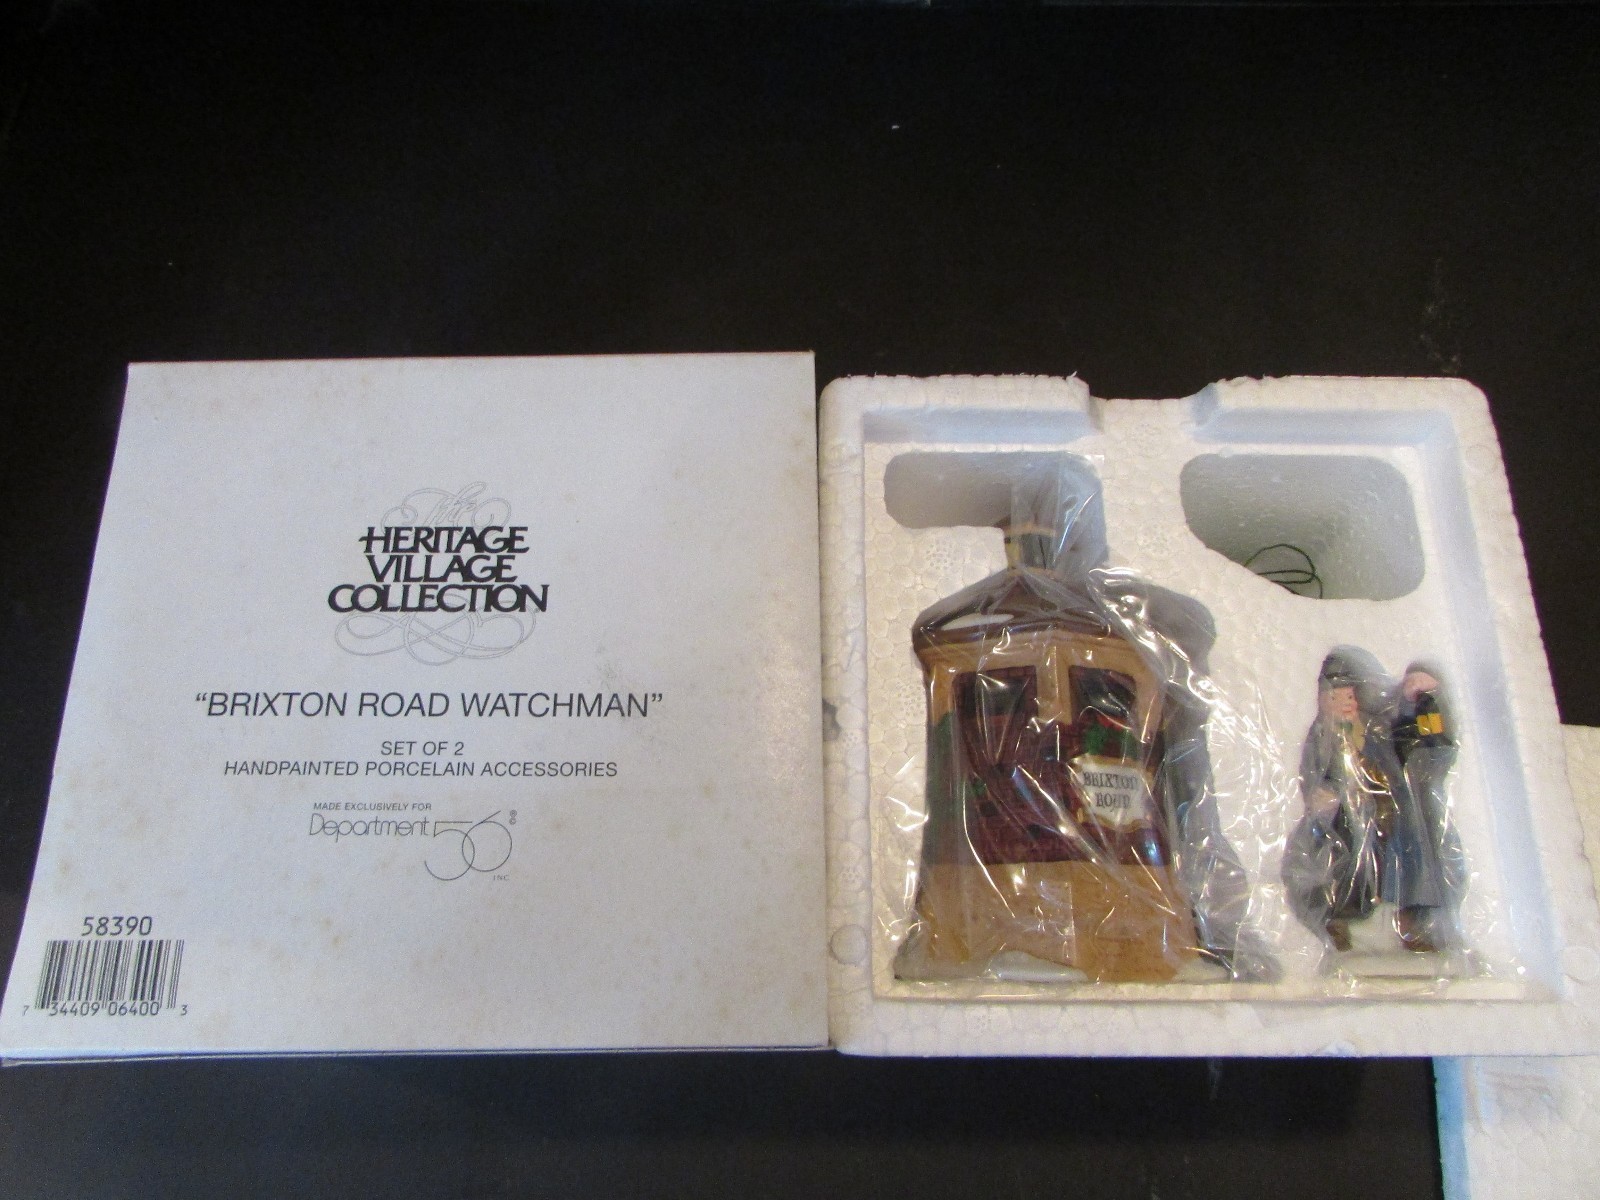 The
HERITAGE
VILLAGE
COLLECTION
“BRIXTON ROAD WATCHMAN”
SET OF 2
HANDPAINTED PORCELAIN ACCESSORIES
MADE EXCLUSIVELY FOR
Department 56 ®©
INC
58390
7 34409 06400 3
BRIXTON
ROAD